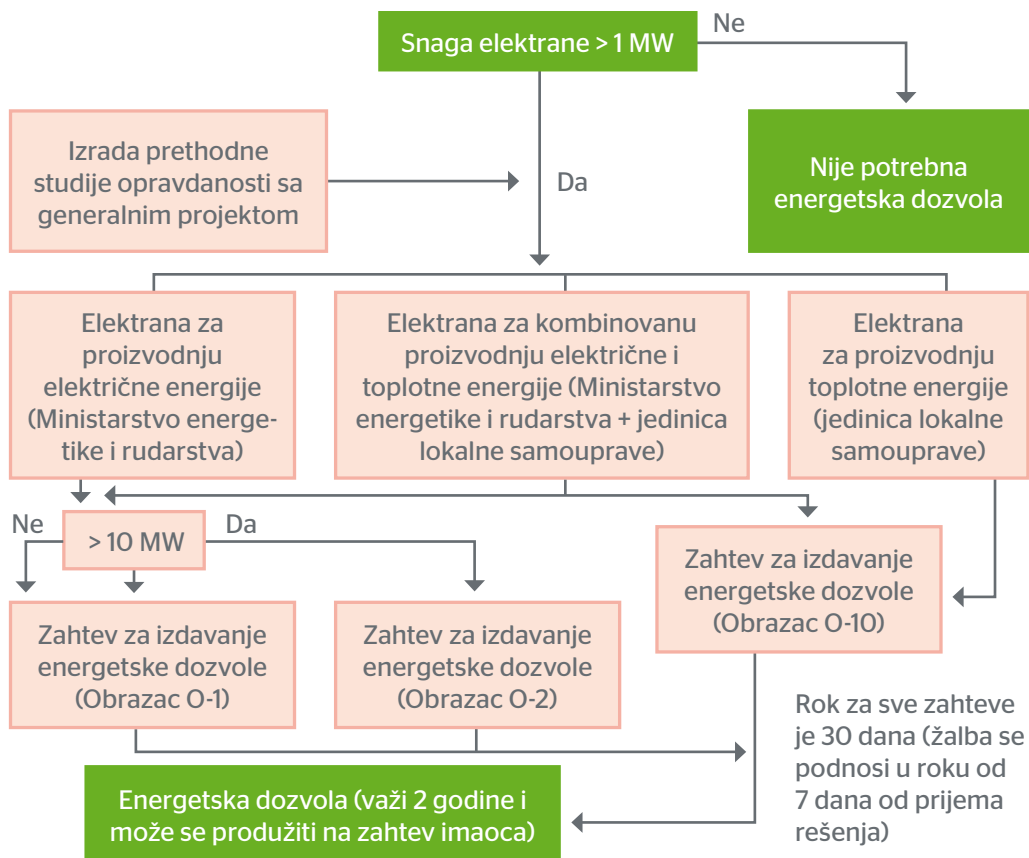 Snaga elektrane > 1 MW
Ne
Izrada prethodne
studije opravdanosti sa
generalnim projektom
Da
Nije potrebna
energetska dozvola
Elektrana za
proizvodnju
električne energije
(Ministarstvo energe-
tike i rudarstva)
Elektrana za kombinovanu
proizvodnju električne i
toplotne energije (Ministarstvo
energetike i rudarstva + jedinica
lokalne samouprave)
Elektrana
za proizvodnju
toplotne energije
(jedinica lokalne
samouprave)
Ne
> 10 MW
Da
Zahtev za izdavanje
energetske dozvole
(Obrazac O-10)
Zahtev za izdavanje
energetske dozvole
(Obrazac O-1)
Zahtev za izdavanje
energetske dozvole
(Obrazac O-2)
Rok za sve zahteve
je 30 dana (žalba se
podnosi u roku od
7 dana od prijema
rešenja)
Energetska dozvola (važi 2 godine i
može se produžiti na zahtev imaoca)